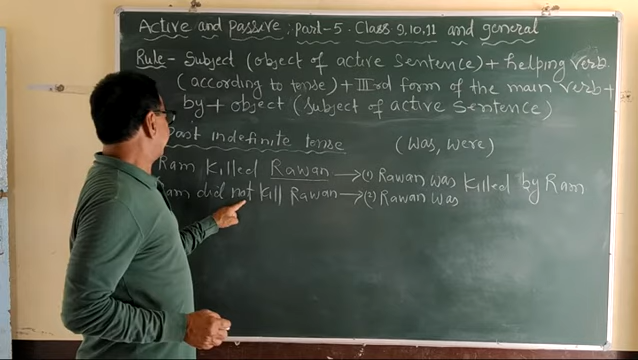 Active and passive : Part-5. Class 9,10,11 and general
Rule- Subject (object of active Sentence) + helping verb
(according to tense) + IIIrd form of the main verb +
by + object (subject of active Sentence)
Past indefinite tense (was, were)
Ram Killed Rawan → (1) Rawan was Killed by Ram
am did not Kill Rawan → (2) Rawan was